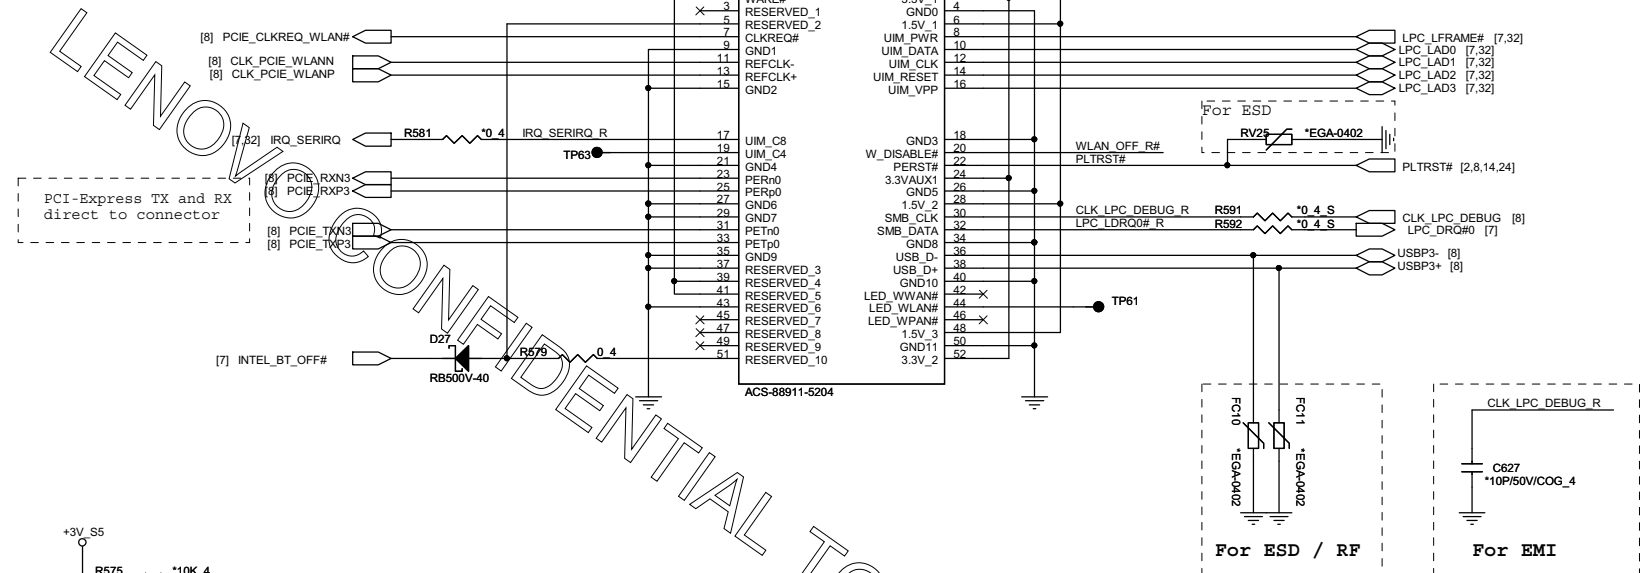 3 RESERVED_1
5 RESERVED_2
[8] PCIE_CLKREQ_WLAN# 7 CLKREQ#
9 GND1
[8] CLK_PCIE_WLANN 11 REFCLK-
[8] CLK_PCIE_WLANP 13 REFCLK+
15 GND2
[7,32] IRQ_SERIRQ R581 *0_4 IRQ_SERIRQ_R 17 UIM_C8
TP63 19 UIM_C4
21 GND4
[8] PCIE_RXN3 23 PERn0
[8] PCIE_RXP3 25 PERp0
27 GND6
29 GND7
[8] PCIE_TXN3 31 PETn0
[8] PCIE_TXP3 33 PETp0
35 GND9
37 RESERVED_3
39 RESERVED_4
41 RESERVED_5
43 RESERVED_6
45 RESERVED_7
47 RESERVED_8
49 RESERVED_9
[7] INTEL_BT_OFF# D27 R579 0_4 51 RESERVED_10
RB500V-40
PCI-Express TX and RX
direct to connector
ACS-88911-5204
GND0 4
1.5V_1 6
UIM_PWR 8 LPC_LFRAME# [7,32]
UIM_DATA 10 LPC_LAD0 [7,32]
UIM_CLK 12 LPC_LAD1 [7,32]
UIM_RESET 14 LPC_LAD2 [7,32]
UIM_VPP 16 LPC_LAD3 [7,32]
For ESD
RV25 *EGA-0402
GND3 18
W_DISABLE# 20 WLAN_OFF_R#
PERST# 22 PLTRST# PLTRST# [2,8,14,24]
3.3VAUX1 24
GND5 26
1.5V_2 28
SMB_CLK 30 CLK_LPC_DEBUG_R R591 *0_4_S CLK_LPC_DEBUG [8]
SMB_DATA 32 LPC_LDRQ0#_R R592 *0_4_S LPC_DRQ#0 [7]
GND8 34
USB_D- 36 USBP3- [8]
USB_D+ 38 USBP3+ [8]
GND10 40
LED_WWAN# 42
LED_WLAN# 44 TP61
LED_WPAN# 46
1.5V_3 48
GND11 50
3.3V_2 52
FC10 *EGA-0402
FC11 *EGA-0402
For ESD / RF
CLK_LPC_DEBUG_R
C627
*10P/50V/COG_4
For EMI
+3V_S5
R575 *10K_4
LENOVO CONFIDENTIAL